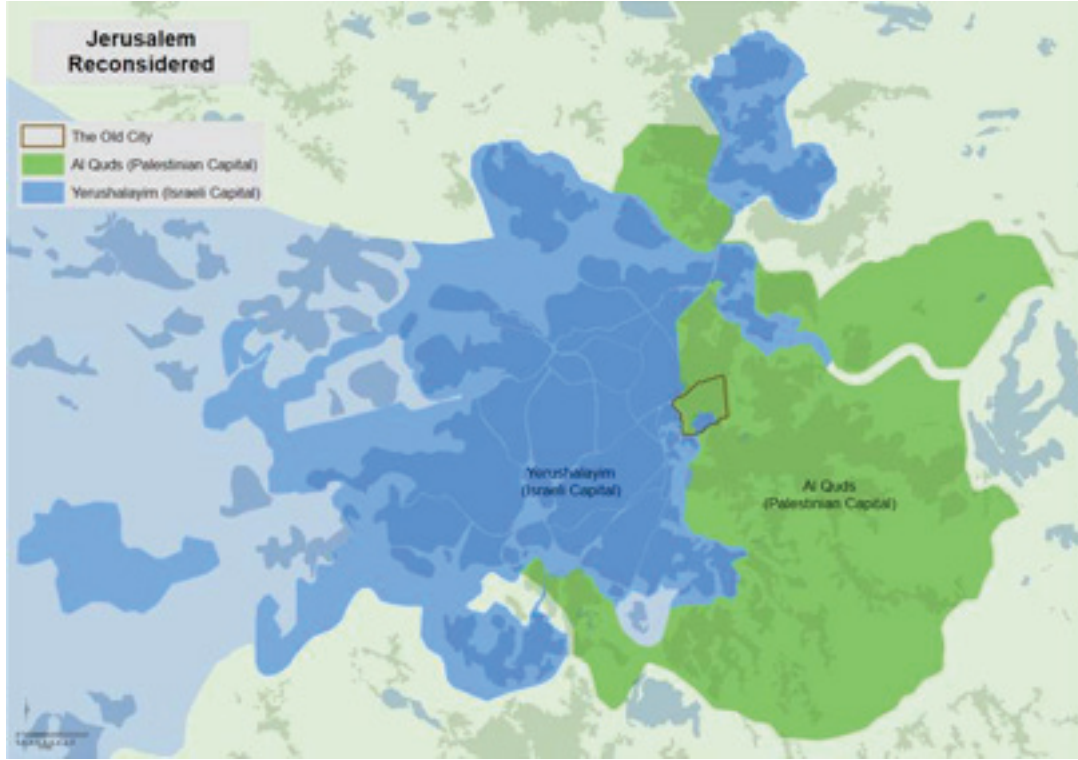 Jerusalem
Reconsidered
The Old City
Al Quds (Palestinian Capital)
Yerushalayim (Israeli Capital)
Yerushalayim
(Israeli Capital)
Al Quds
(Palestinian Capital)